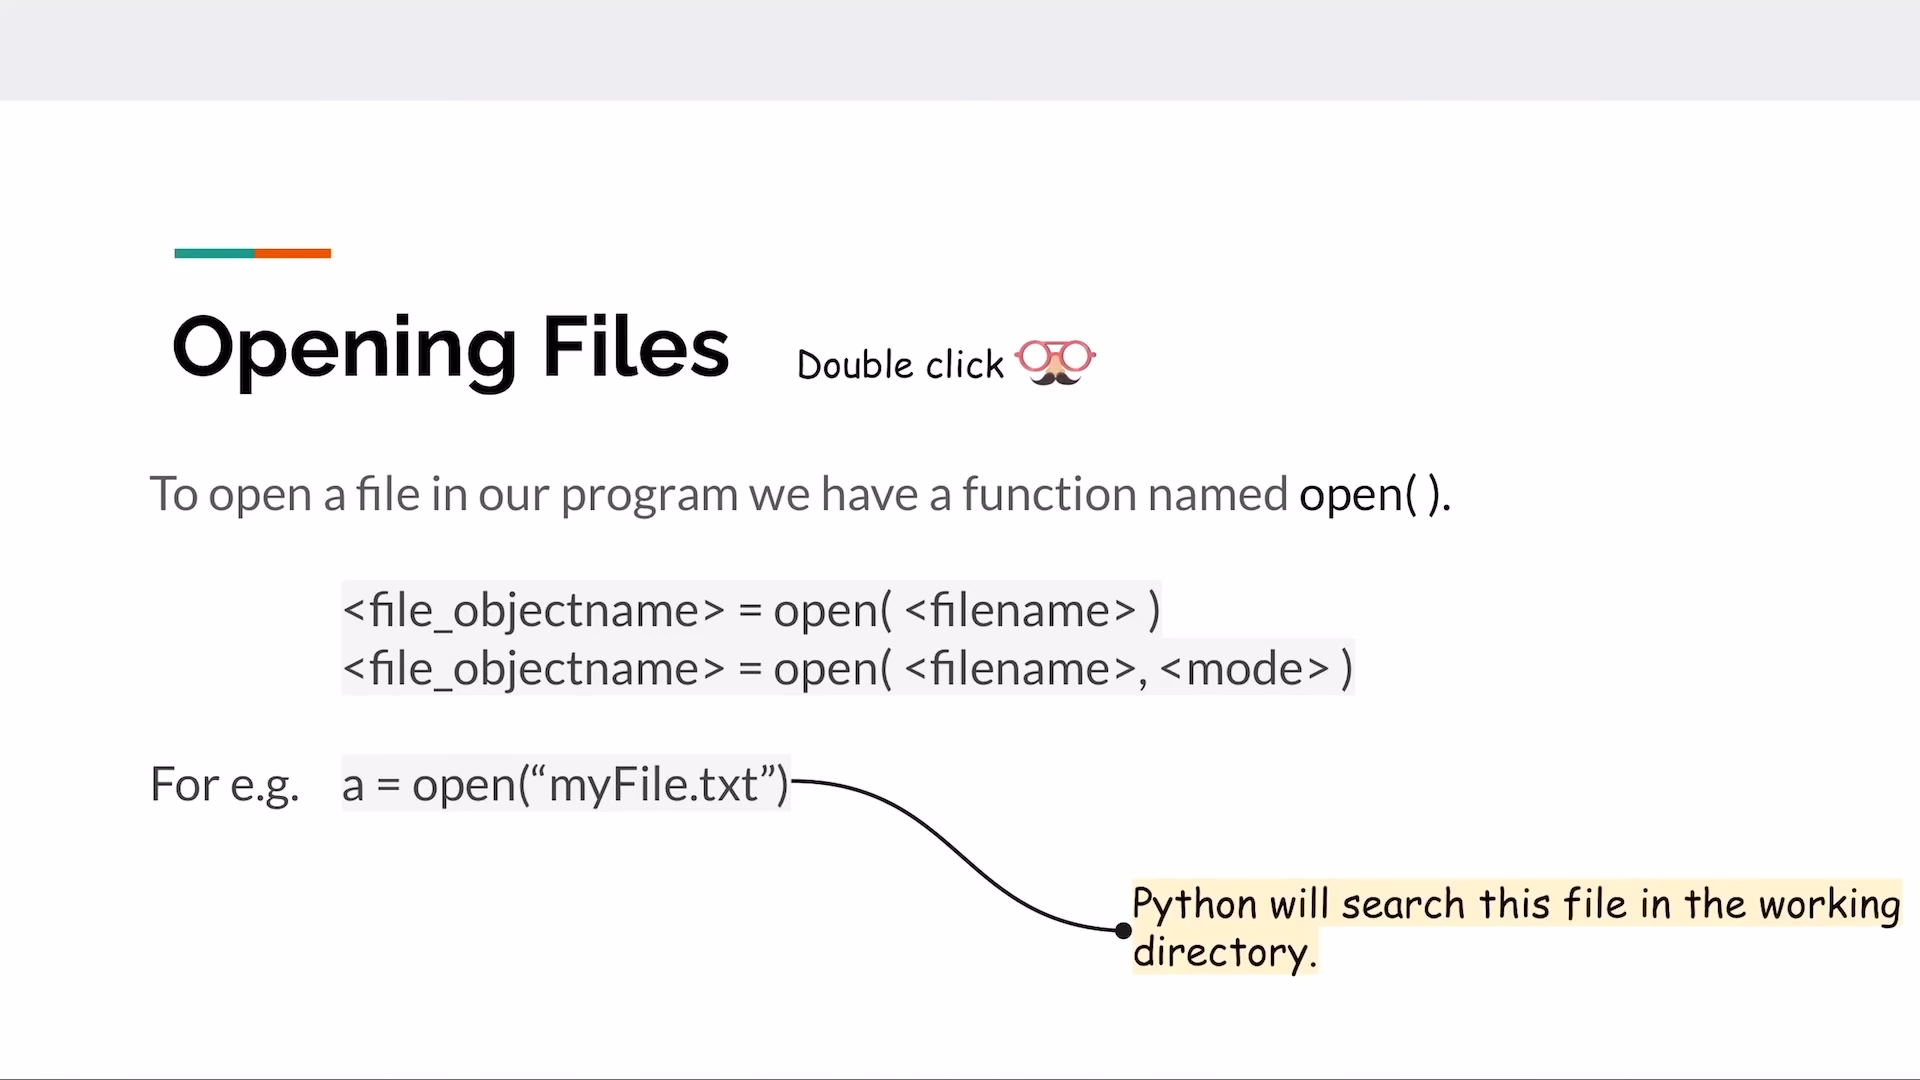 Opening Files Double click
To open a file in our program we have a function named open( ).
<file_objectname> = open( <filename> )
<file_objectname> = open( <filename>, <mode> )
For e.g. a = open(“myFile.txt”)
Python will search this file in the working
directory.